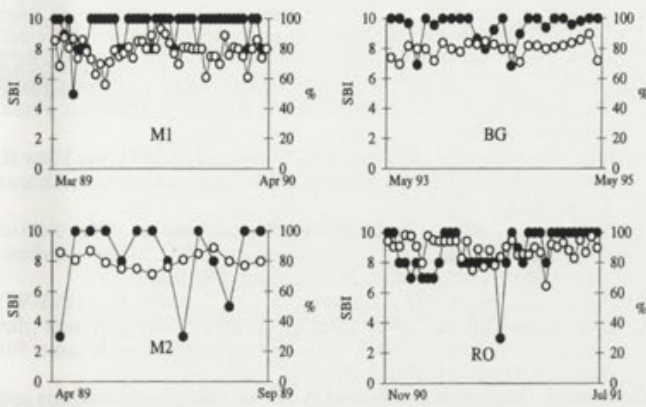 10 100 10 100
8 80 8 80
SBI 6 60 % SBI 6 60 %
4 40 4 40
M1 BG
2 20 2 20
0 0 0 0
Mar 89 Apr 90 May 93 May 95
10 100 10 100
8 80 8 80
SBI 6 60 % SBI 6 60 %
4 40 4 40
M2 RO
2 20 2 20
0 0 0 0
Apr 89 Sep 89 Nov 90 Jul 91